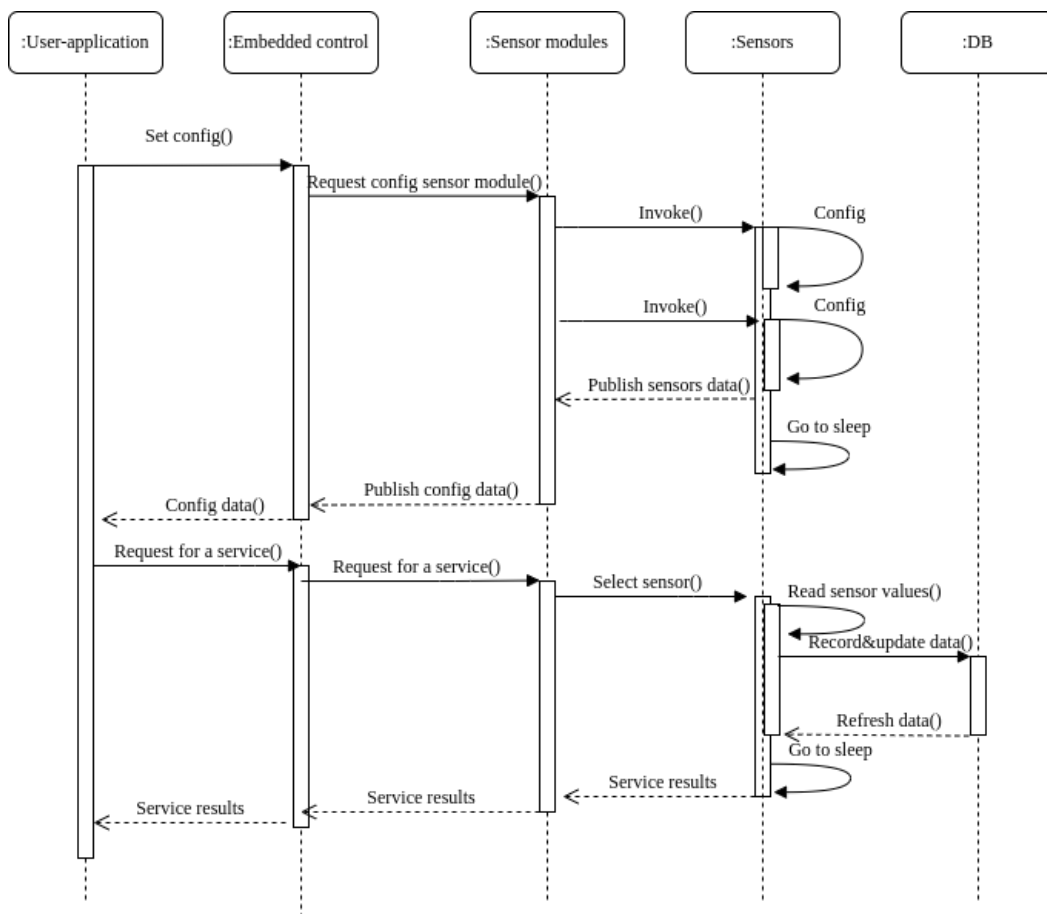 :User-application
:Embedded control
:Sensor modules
:Sensors
:DB
Set config()
Request config sensor module()
Invoke()
Config
Invoke()
Config
Publish sensors data()
Go to sleep
Publish config data()
Config data()
Request for a service()
Request for a service()
Select sensor()
Read sensor values()
Record&update data()
Refresh data()
Go to sleep
Service results
Service results
Service results